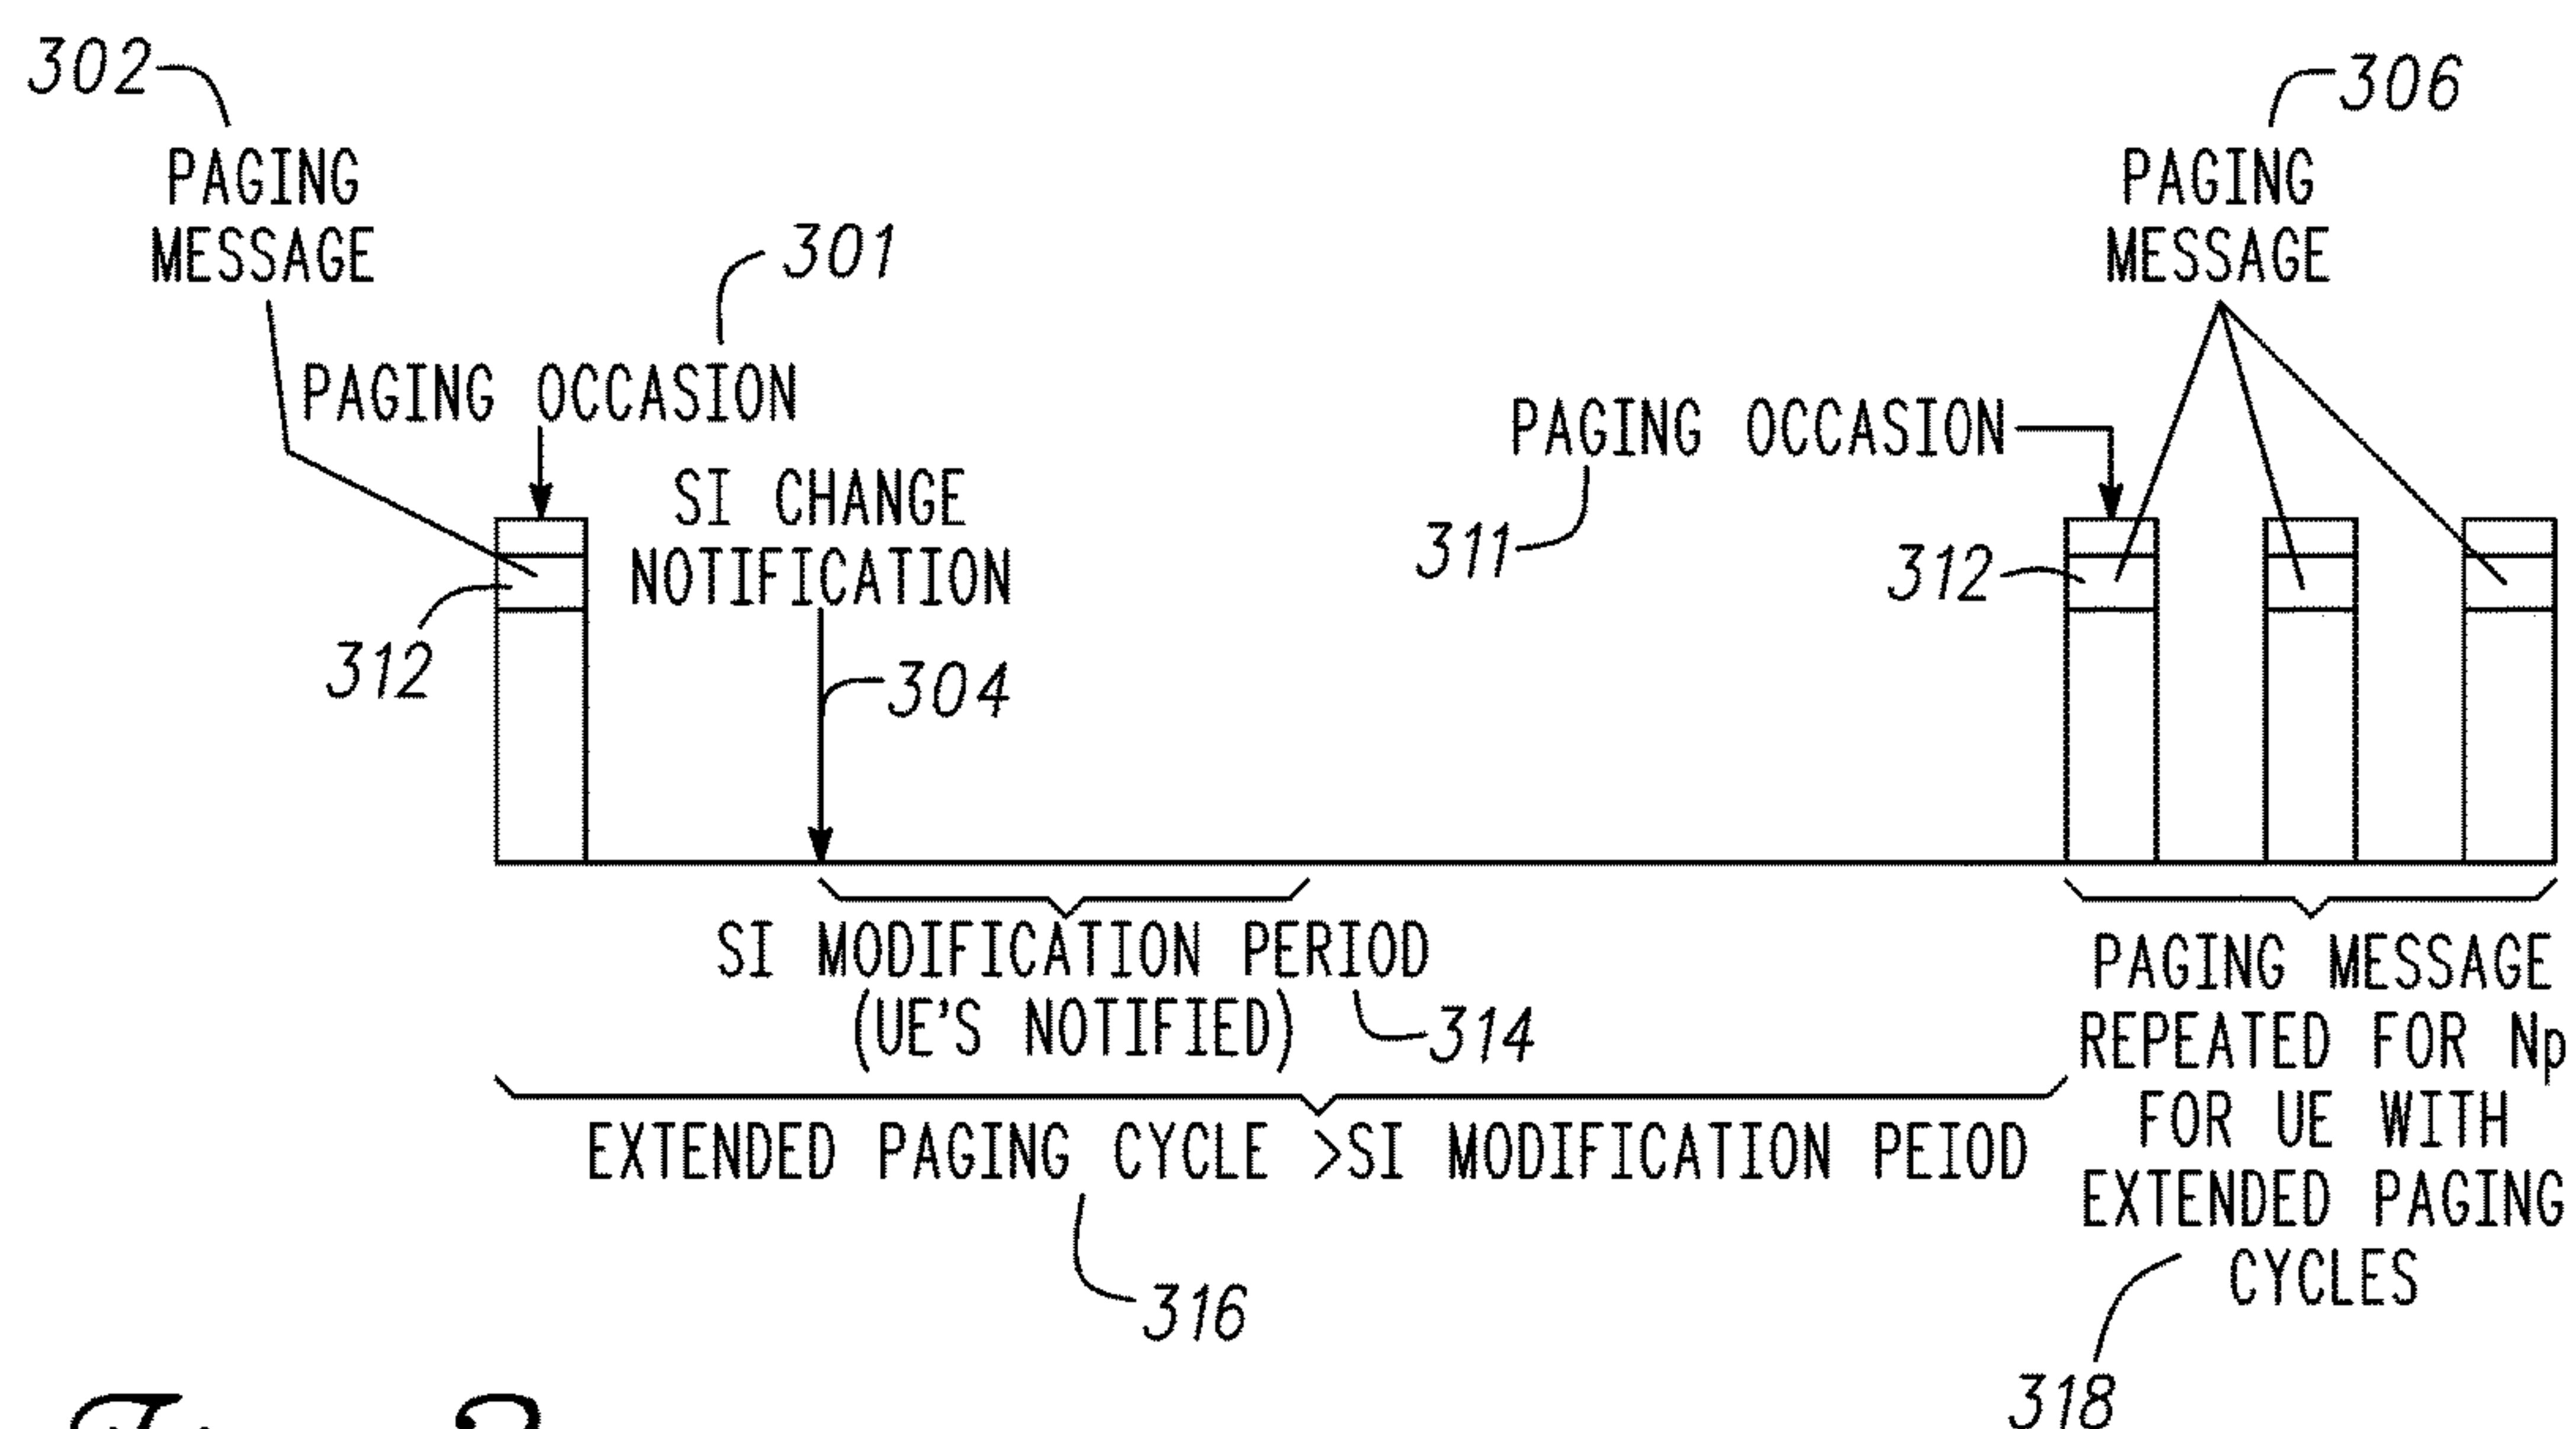 302
PAGING
MESSAGE
301
PAGING OCCASION
SI CHANGE
NOTIFICATION
312
304
306
PAGING
MESSAGE
PAGING OCCASION
311
312
SI MODIFICATION PERIOD
(UE'S NOTIFIED)
314
EXTENDED PAGING CYCLE >SI MODIFICATION PEIOD
316
PAGING MESSAGE
REPEATED FOR Np
FOR UE WITH
EXTENDED PAGING
CYCLES
318